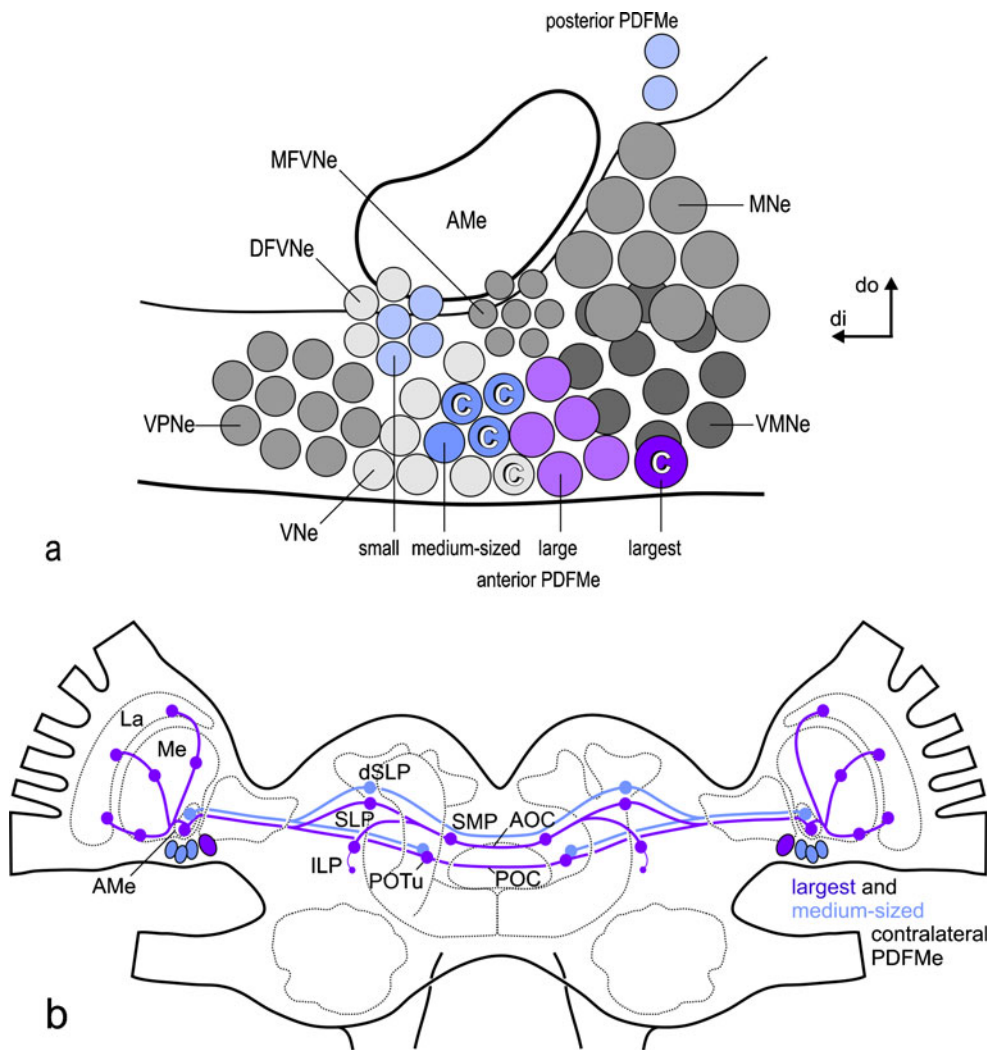 posterior PDFMe
MFVNe
MNe
AMe
DFVNe
do
di
C C
C
VPNe
VMNe
C
C
VNe
small medium-sized large largest
a
anterior PDFMe
La
Me
dSLP
SLP SMP AOC
ILP
AMe
POTu POC
largest and
medium-sized
contralateral
PDFMe
b